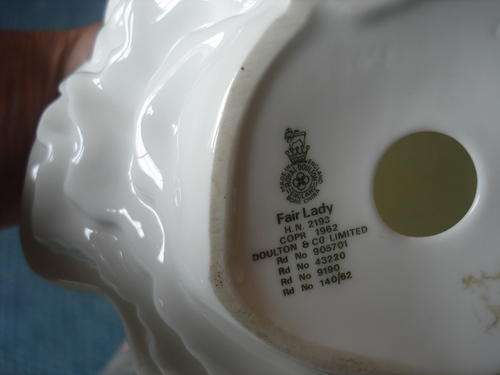 Fair Lady
H.N. 2193
COPR 1962
DOULTON & CO LIMITED
Rd No 905701
Rd No 43220
Rd No 9190
Rd No 140/62